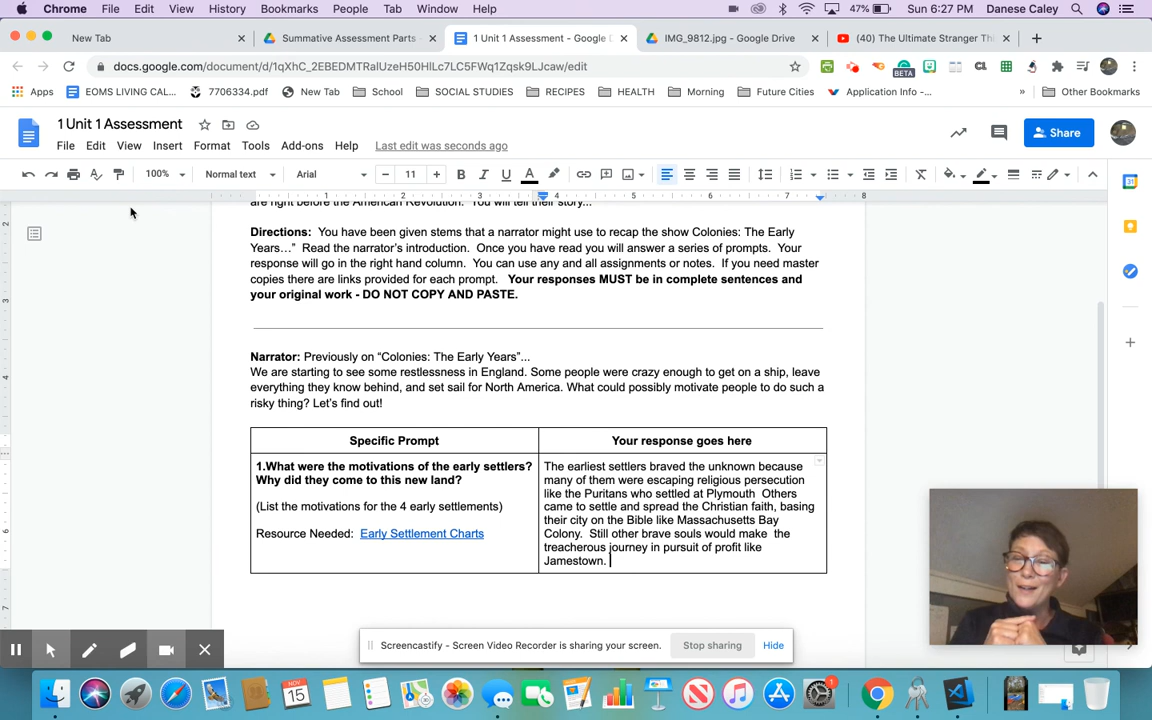 Chrome File Edit View History Bookmarks People Tab Window Help 47% Sun 6:27 PM Danese Caley
New Tab Summative Assessment Parts - 1 Unit 1 Assessment - Google D IMG_9812.jpg - Google Drive (40) The Ultimate Stranger Thi
docs.google.com/document/d/1qXhC_2EBEDMTRalUzeH50HlLc7LC5FWq1Zqsk9LJcaw/edit
BETA
Apps EOMS LIVING CAL... 7706334.pdf New Tab School SOCIAL STUDIES RECIPES HEALTH Morning Future Cities Application Info -... » Other Bookmarks
1 Unit 1 Assessment
Share
File Edit View Insert Format Tools Add-ons Help Last edit was seconds ago
100% Normal text Arial 11 B I U A
1 2 3 4 5 6 7 8
are right before the American Revolution. You will tell their story...
Directions: You have been given stems that a narrator might use to recap the show Colonies: The Early
Years…” Read the narrator’s introduction. Once you have read you will answer a series of prompts. Your
response will go in the right hand column. You can use any and all assignments or notes. If you need master
copies there are links provided for each prompt. Your responses MUST be in complete sentences and
your original work - DO NOT COPY AND PASTE.
Narrator: Previously on “Colonies: The Early Years”...
We are starting to see some restlessness in England. Some people were crazy enough to get on a ship, leave
everything they know behind, and set sail for North America. What could possibly motivate people to do such a
risky thing? Let’s find out!
Specific Prompt
1.What were the motivations of the early settlers?
Why did they come to this new land?
(List the motivations for the 4 early settlements)
Resource Needed: Early Settlement Charts
Your response goes here
The earliest settlers braved the unknown because
many of them were escaping religious persecution
like the Puritans who settled at Plymouth Others
came to settle and spread the Christian faith, basing
their city on the Bible like Massachusetts Bay
Colony. Still other brave souls would make the
treacherous journey in pursuit of profit like
Jamestown.
Screencastify - Screen Video Recorder is sharing your screen. Stop sharing Hide
NOV
15
1